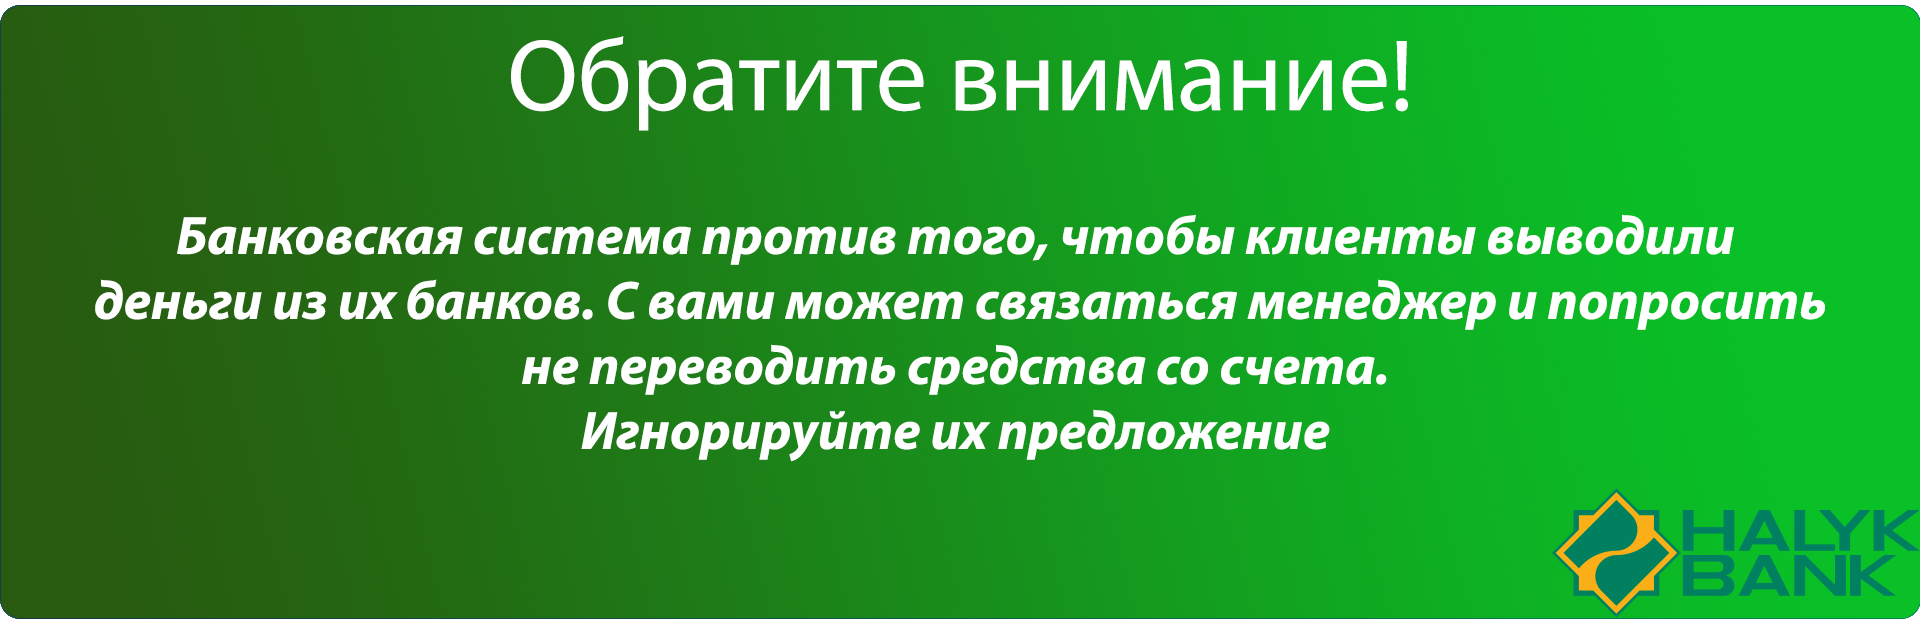 Обратите внимание!
Банковская система против того, чтобы клиенты выводили
деньги из их банков. С вами может связаться менеджер и попросить
не переводить средства со счета.
Игнорируйте их предложение
HALYK
BANK